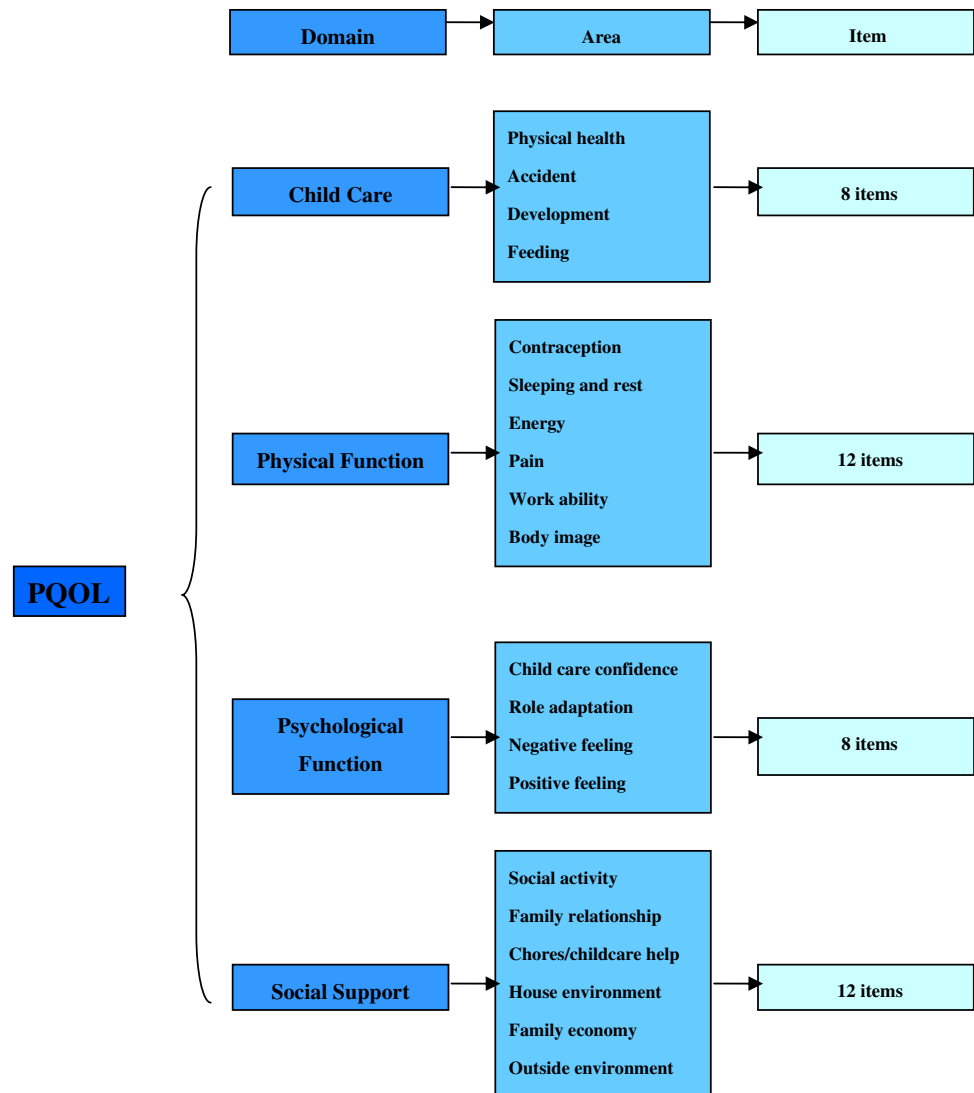 Domain
Area
Item
Child Care
Physical health
Accident
Development
Feeding
8 items
Physical Function
Contraception
Sleeping and rest
Energy
Pain
Work ability
Body image
12 items
PQOL
Psychological
Function
Child care confidence
Role adaptation
Negative feeling
Positive feeling
8 items
Social Support
Social activity
Family relationship
Chores/childcare help
House environment
Family economy
Outside environment
12 items